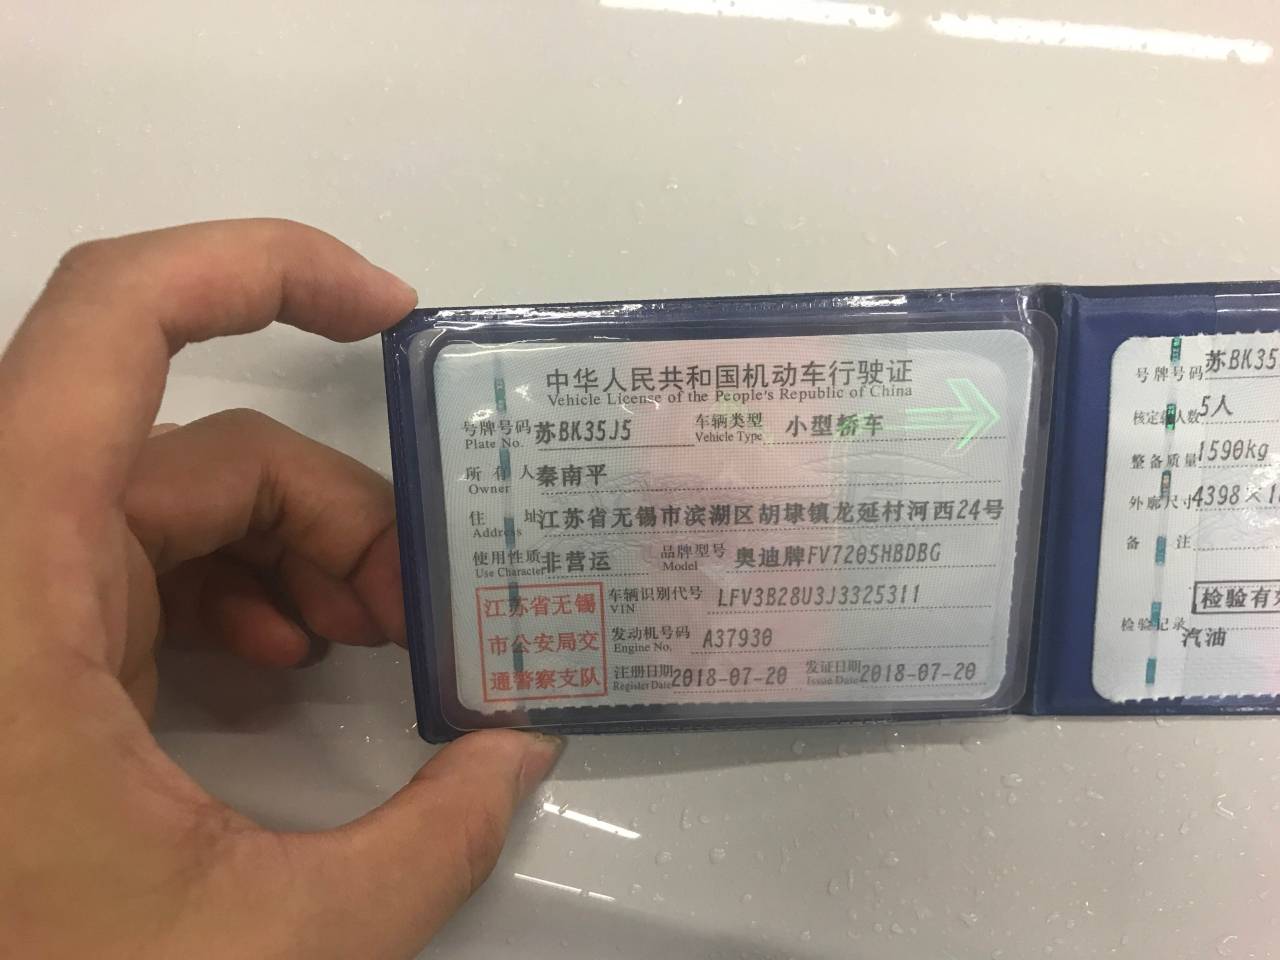 中华人民共和国机动车行驶证
Vehicle License of the People's Republic of China
号牌号码 苏BK35J5 车辆类型 小型轿车
Plate No. Vehicle Type
所有人 秦南平
Owner
住址 江苏省无锡市滨湖区胡埭镇龙延村河西24号
Address
使用性质 非营运 品牌型号 奥迪牌FV7205HBDBG
Use Character Model
江苏省无锡
市公安局交
通警察支队
车辆识别代号 LFV3B28U3J3325311
VIN
发动机号码 A37930
Engine No.
注册日期 2018-07-20 发证日期 2018-07-20
Register Date Issue Date
号牌号码 苏BK35
核定载人数 5人
整备质量 1590kg
外廓尺寸 4398×1
备注
检验有
检验记录
汽油